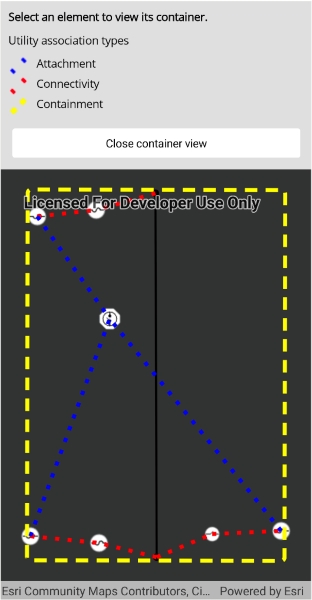 Select an element to view its container.
Utility association types
Attachment
Connectivity
Containment
Close container view
Licensed For Developer Use Only
Esri Community Maps Contributors, Ci... Powered by Esri